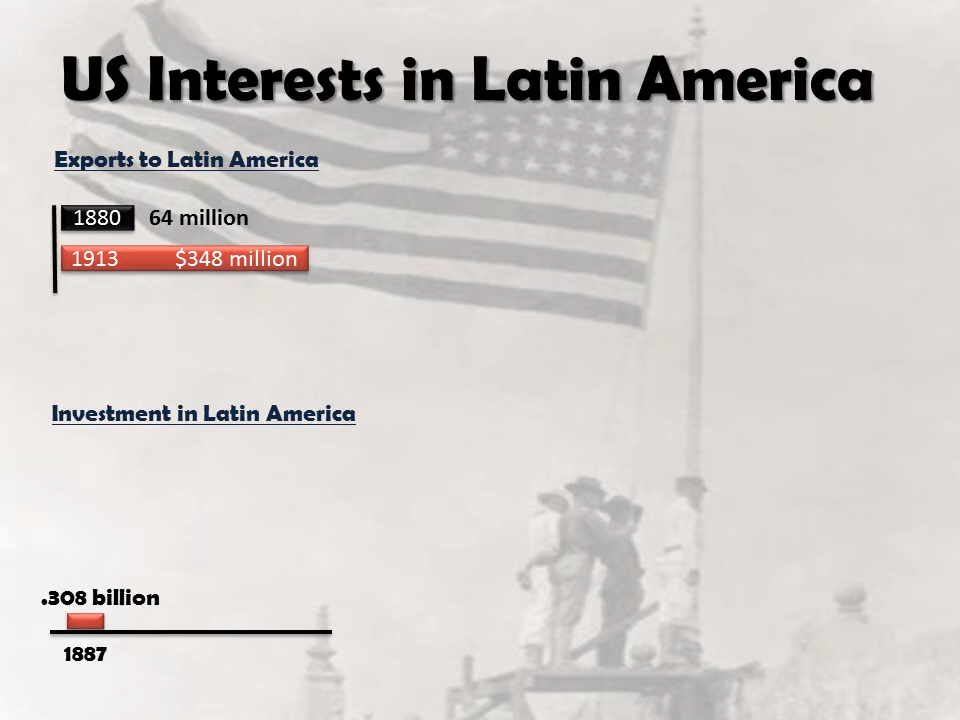 US Interests in Latin America
Exports to Latin America
1880 64 million
1913 $348 million
Investment in Latin America
.308 billion
1887